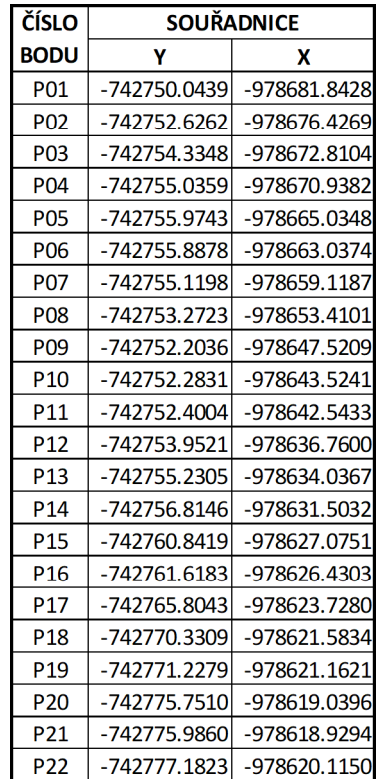 ČÍSLO SOUŘADNICE
BODU Y X
P01 -742750.0439 -978681.8428
P02 -742752.6262 -978676.4269
P03 -742754.3348 -978672.8104
P04 -742755.0359 -978670.9382
P05 -742755.9743 -978665.0348
P06 -742755.8878 -978663.0374
P07 -742755.1198 -978659.1187
P08 -742753.2723 -978653.4101
P09 -742752.2036 -978647.5209
P10 -742752.2831 -978643.5241
P11 -742752.4004 -978642.5433
P12 -742753.9521 -978636.7600
P13 -742755.2305 -978634.0367
P14 -742756.8146 -978631.5032
P15 -742760.8419 -978627.0751
P16 -742761.6183 -978626.4303
P17 -742765.8043 -978623.7280
P18 -742770.3309 -978621.5834
P19 -742771.2279 -978621.1621
P20 -742775.7510 -978619.0396
P21 -742775.9860 -978618.9294
P22 -742777.1823 -978620.1150